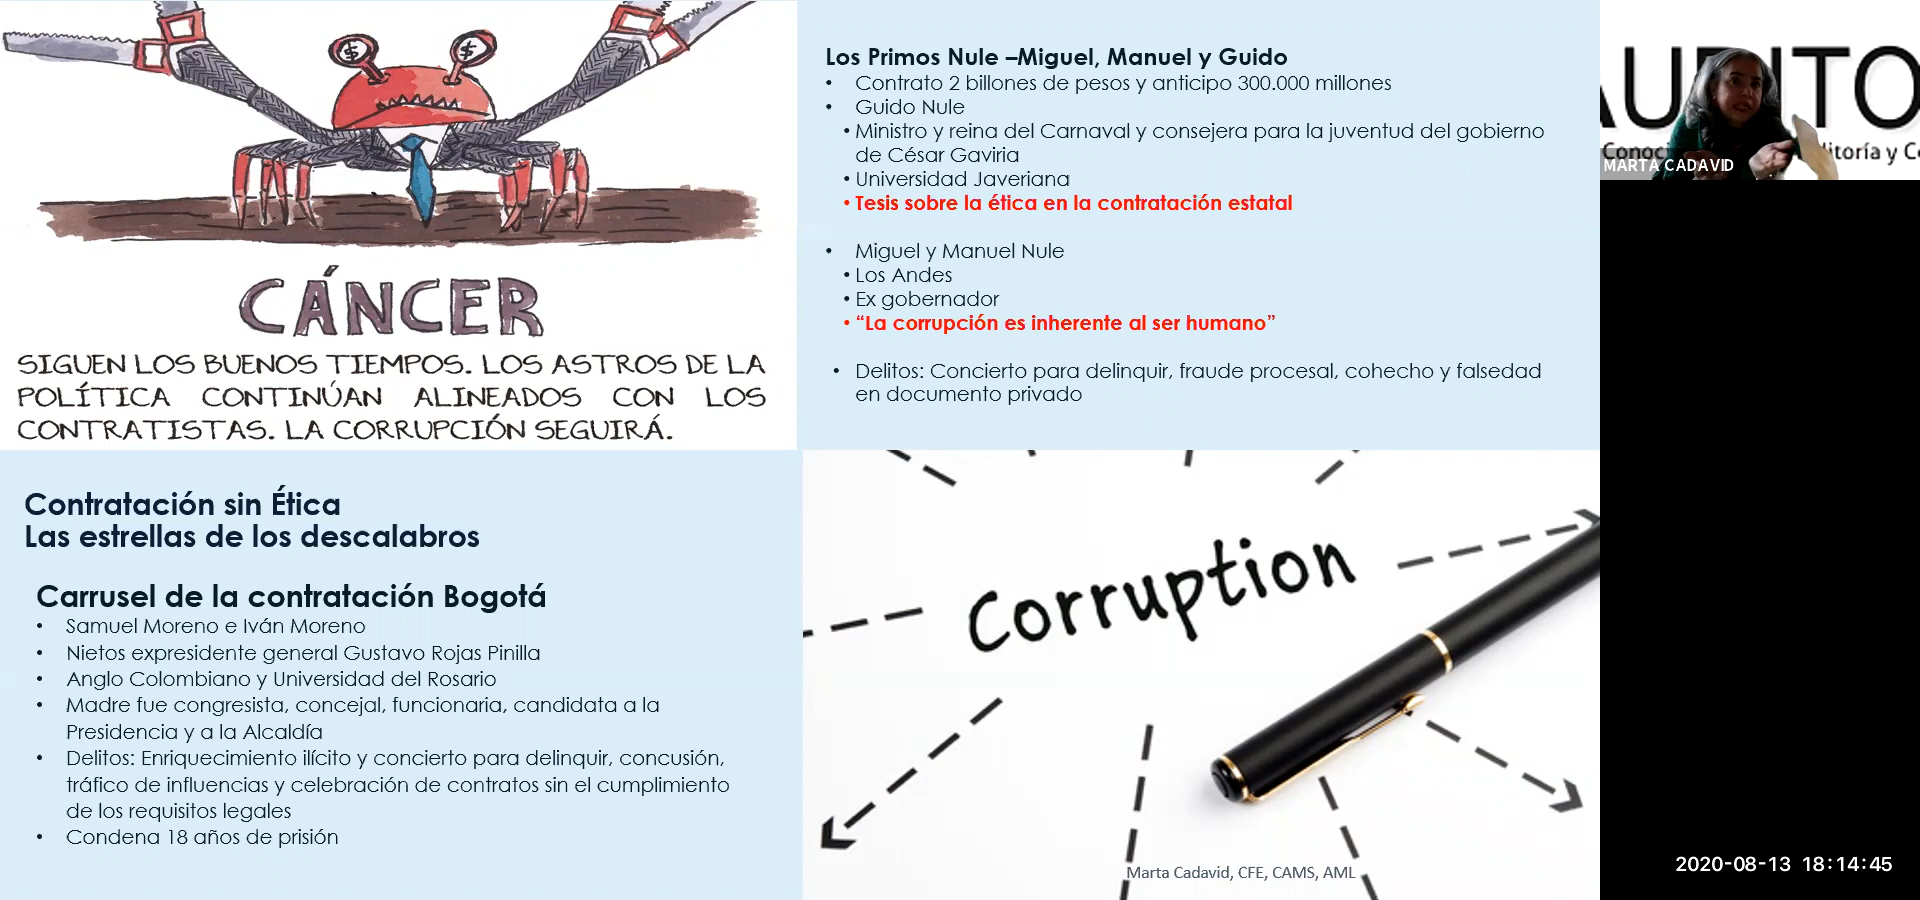 CÁNCER
SIGUEN LOS BUENOS TIEMPOS. LOS ASTROS DE LA
POLÍTICA CONTINÚAN ALINEADOS CON LOS
CONTRATISTAS. LA CORRUPCIÓN SEGUIRÁ.
Los Primos Nule –Miguel, Manuel y Guido
• Contrato 2 billones de pesos y anticipo 300.000 millones
• Guido Nule
• Ministro y reina del Carnaval y consejera para la juventud del gobierno
de César Gaviria
• Universidad Javeriana
• Tesis sobre la ética en la contratación estatal
• Miguel y Manuel Nule
• Los Andes
• Ex gobernador
• “La corrupción es inherente al ser humano”
• Delitos: Concierto para delinquir, fraude procesal, cohecho y falsedad
en documento privado
Contratación sin Ética
Las estrellas de los descalabros
Carrusel de la contratación Bogotá
• Samuel Moreno e Iván Moreno
• Nietos expresidente general Gustavo Rojas Pinilla
• Anglo Colombiano y Universidad del Rosario
• Madre fue congresista, concejal, funcionaria, candidata a la
Presidencia y a la Alcaldía
• Delitos: Enriquecimiento ilícito y concierto para delinquir, concusión,
tráfico de influencias y celebración de contratos sin el cumplimiento
de los requisitos legales
• Condena 18 años de prisión
Corruption
Marta Cadavid, CFE, CAMS, AML
MARTA CADAVID
2020-08-13 18:14:45